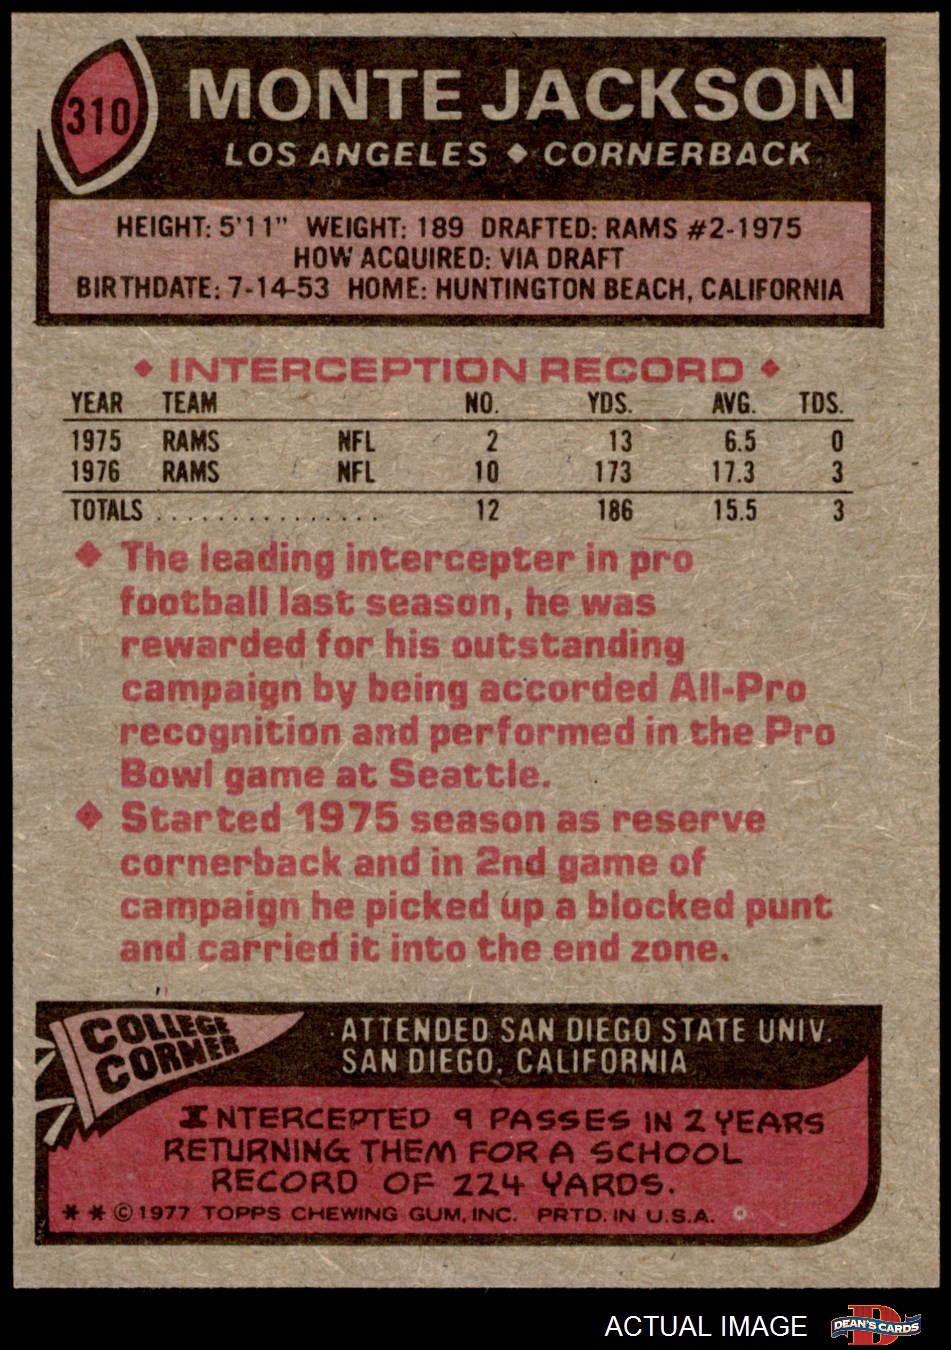 310
MONTE JACKSON
LOS ANGELES ◆ CORNERBACK
HEIGHT: 5'11" WEIGHT: 189 DRAFTED: RAMS #2-1975
HOW ACQUIRED: VIA DRAFT
BIRTHDATE: 7-14-53 HOME: HUNTINGTON BEACH, CALIFORNIA
◆ INTERCEPTION RECORD ◆
YEAR TEAM NO. YDS. AVG. TDS.
1975 RAMS NFL 2 13 6.5 0
1976 RAMS NFL 10 173 17.3 3
TOTALS . . . . . . . . . . . . . . . . 12 186 15.5 3
◆ The leading intercepter in pro
football last season, he was
rewarded for his outstanding
campaign by being accorded All-Pro
recognition and performed in the Pro
Bowl game at Seattle.
◆ Started 1975 season as reserve
cornerback and in 2nd game of
campaign he picked up a blocked punt
and carried it into the end zone.
COLLEGE
CORNER
ATTENDED SAN DIEGO STATE UNIV.
SAN DIEGO, CALIFORNIA
INTERCEPTED 9 PASSES IN 2 YEARS
RETURNING THEM FOR A SCHOOL
RECORD OF 224 YARDS.
* * © 1977 TOPPS CHEWING GUM, INC. PRTD. IN U.S.A.
ACTUAL IMAGE
D
DEAN'S CARDS